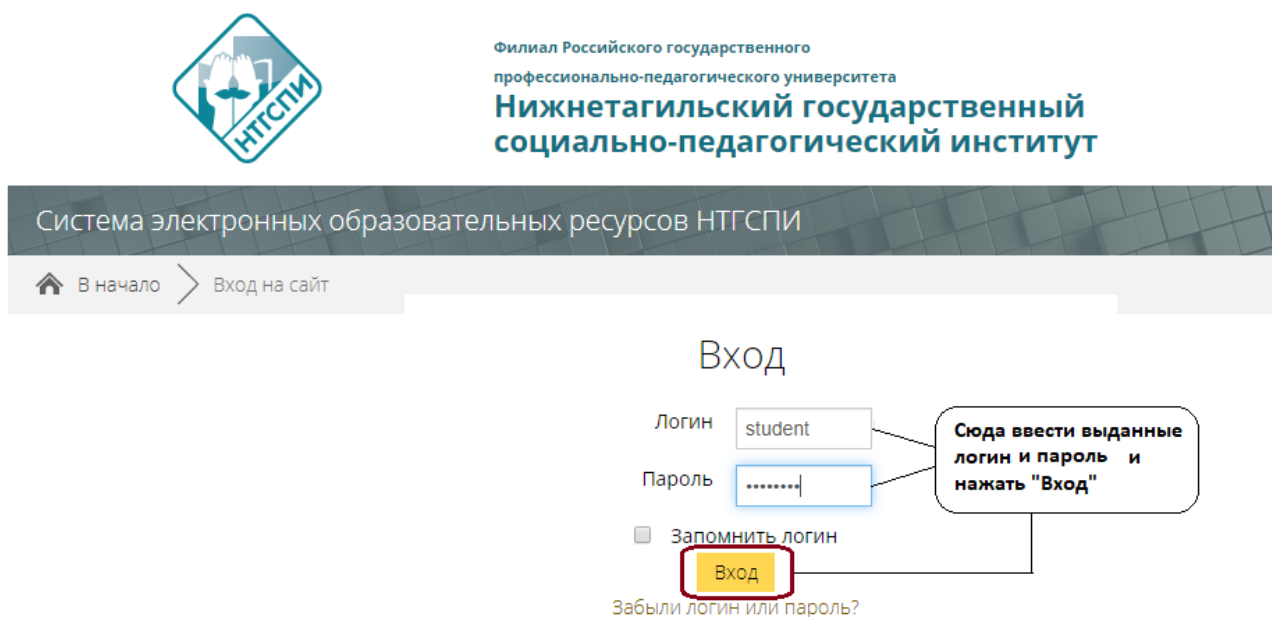 НТГСПИ
Филиал Российского государственного
профессионально-педагогического университета
Нижнетагильский государственный
социально-педагогический институт
Система электронных образовательных ресурсов НТГСПИ
В начало
Вход на сайт
Вход
Логин
student
Пароль
••••••••
Сюда ввести выданные
логин и пароль и
нажать "Вход"
Запомнить логин
Вход
Забыли логин или пароль?